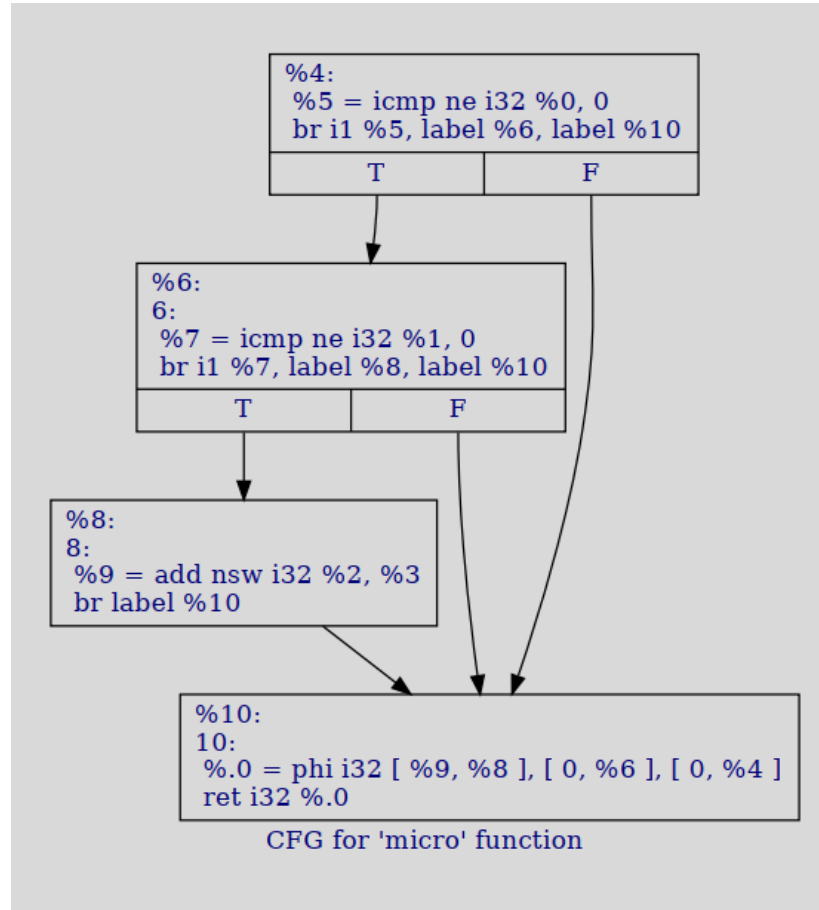 %4:
%5 = icmp ne i32 %0, 0
br i1 %5, label %6, label %10
T
F
%6:
6:
%7 = icmp ne i32 %1, 0
br i1 %7, label %8, label %10
T
F
%8:
8:
%9 = add nsw i32 %2, %3
br label %10
%10:
10:
%.0 = phi i32 [ %9, %8 ], [ 0, %6 ], [ 0, %4 ]
ret i32 %.0
CFG for 'micro' function